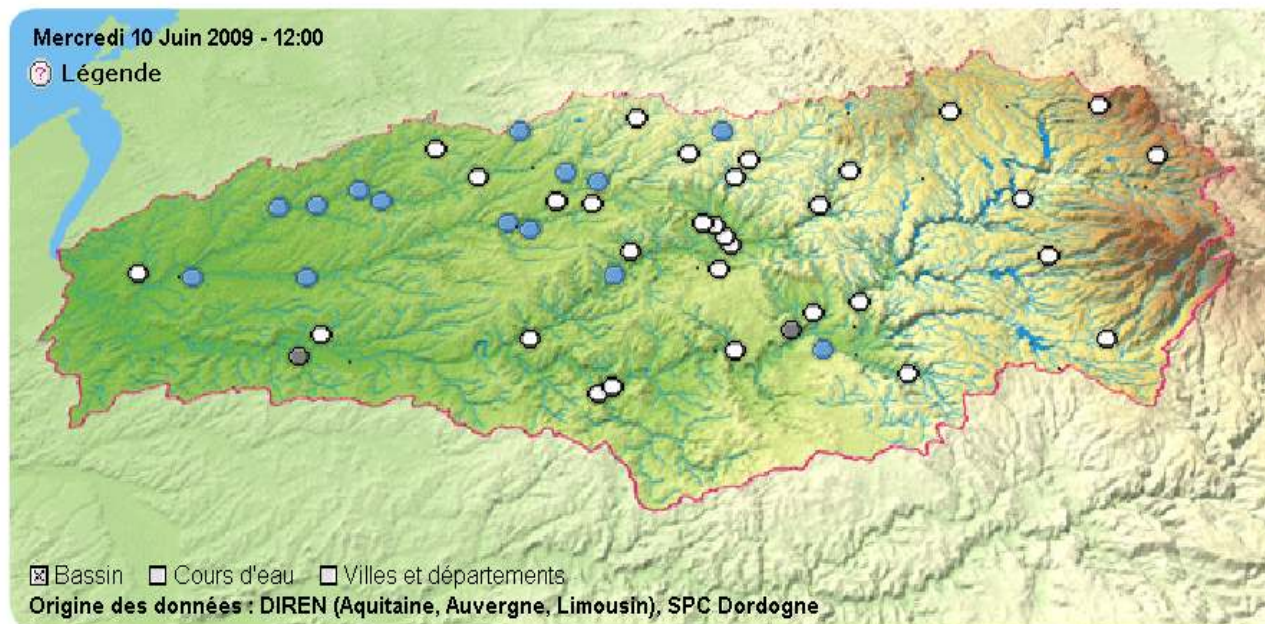 Mercredi 10 Juin 2009 - 12:00
? Légende
Bassin Cours d'eau Villes et départements
Origine des données : DIREN (Aquitaine, Auvergne, Limousin), SPC Dordogne